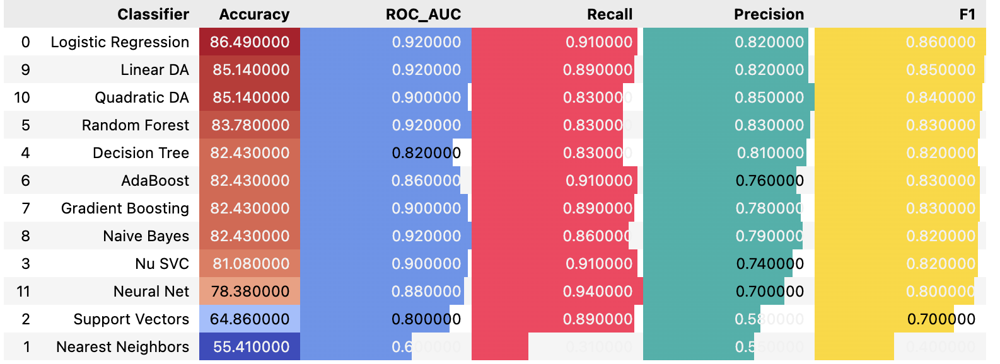 Classifier Accuracy ROC_AUC Recall Precision F1
0 Logistic Regression 86.490000 0.920000 0.910000 0.820000 0.860000
9 Linear DA 85.140000 0.920000 0.890000 0.820000 0.850000
10 Quadratic DA 85.140000 0.900000 0.830000 0.850000 0.840000
5 Random Forest 83.780000 0.920000 0.830000 0.830000 0.830000
4 Decision Tree 82.430000 0.820000 0.830000 0.810000 0.820000
6 AdaBoost 82.430000 0.860000 0.910000 0.760000 0.830000
7 Gradient Boosting 82.430000 0.900000 0.890000 0.780000 0.830000
8 Naive Bayes 82.430000 0.920000 0.860000 0.790000 0.820000
3 Nu SVC 81.080000 0.900000 0.910000 0.740000 0.820000
11 Neural Net 78.380000 0.880000 0.940000 0.700000 0.800000
2 Support Vectors 64.860000 0.800000 0.890000 0.580000 0.700000
1 Nearest Neighbors 55.410000 0.600000 0.310000 0.550000 0.400000